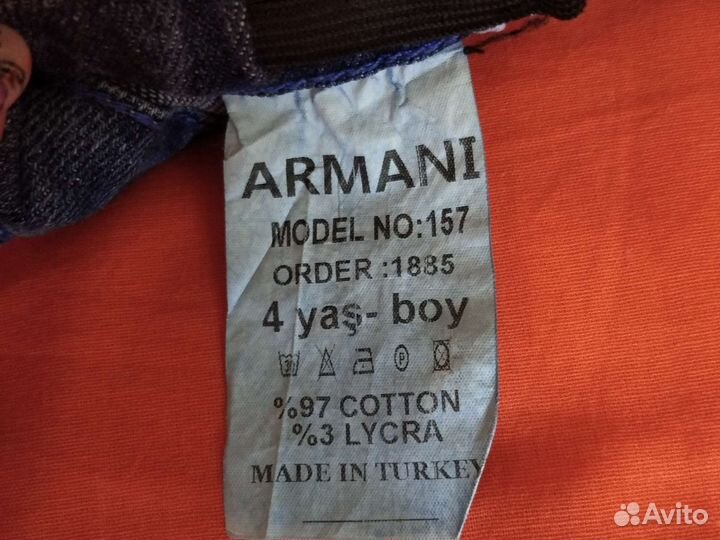 ARMANI
MODEL NO:157
ORDER :1885
4 yaş- boy
%97 COTTON
%3 LYCRA
MADE IN TURKEY
Avito